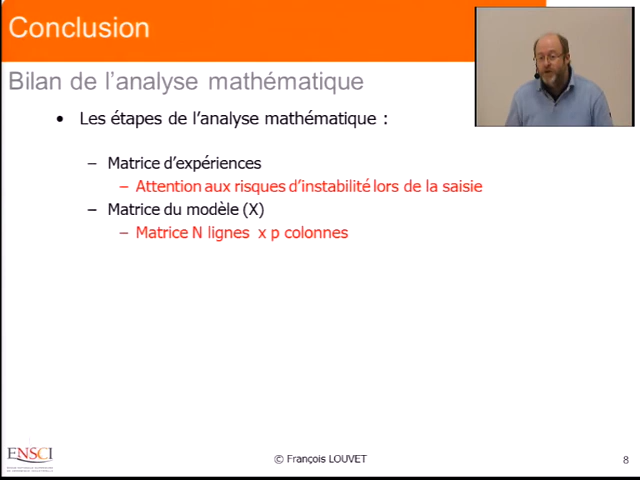 Conclusion
Bilan de l'analyse mathématique
• Les étapes de l'analyse mathématique :
– Matrice d'expériences
– Attention aux risques d'instabilité lors de la saisie
– Matrice du modèle (X)
– Matrice N lignes x p colonnes
ENSCI
© François LOUVET
8